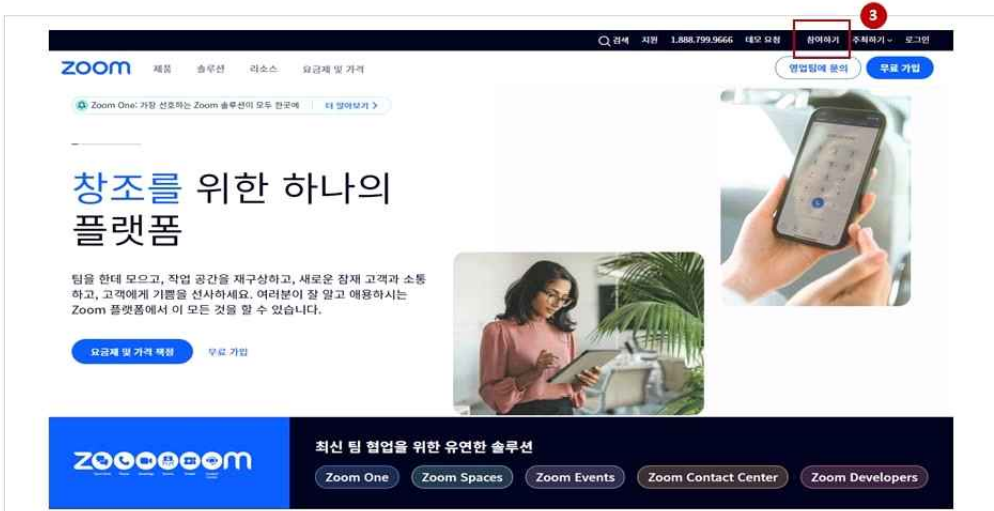 3
검색 지원 1.888.799.9666 데모 요청 참여하기 주최하기 로그인
zoom 제품 솔루션 리소스 요금제 및 가격 영업팀에 문의 무료 가입
Zoom One: 가장 선호하는 Zoom 솔루션이 모두 한곳에 더 알아보기
창조를 위한 하나의
플랫폼
팀을 한데 모으고, 작업 공간을 재구상하고, 새로운 잠재 고객과 소통
하고, 고객에게 기쁨을 선사하세요. 여러분이 잘 알고 애용하시는
Zoom 플랫폼에서 이 모든 것을 할 수 있습니다.
요금제 및 가격 책정 무료 가입
최신 팀 협업을 위한 유연한 솔루션
zoooooom
Zoom One Zoom Spaces Zoom Events Zoom Contact Center Zoom Developers